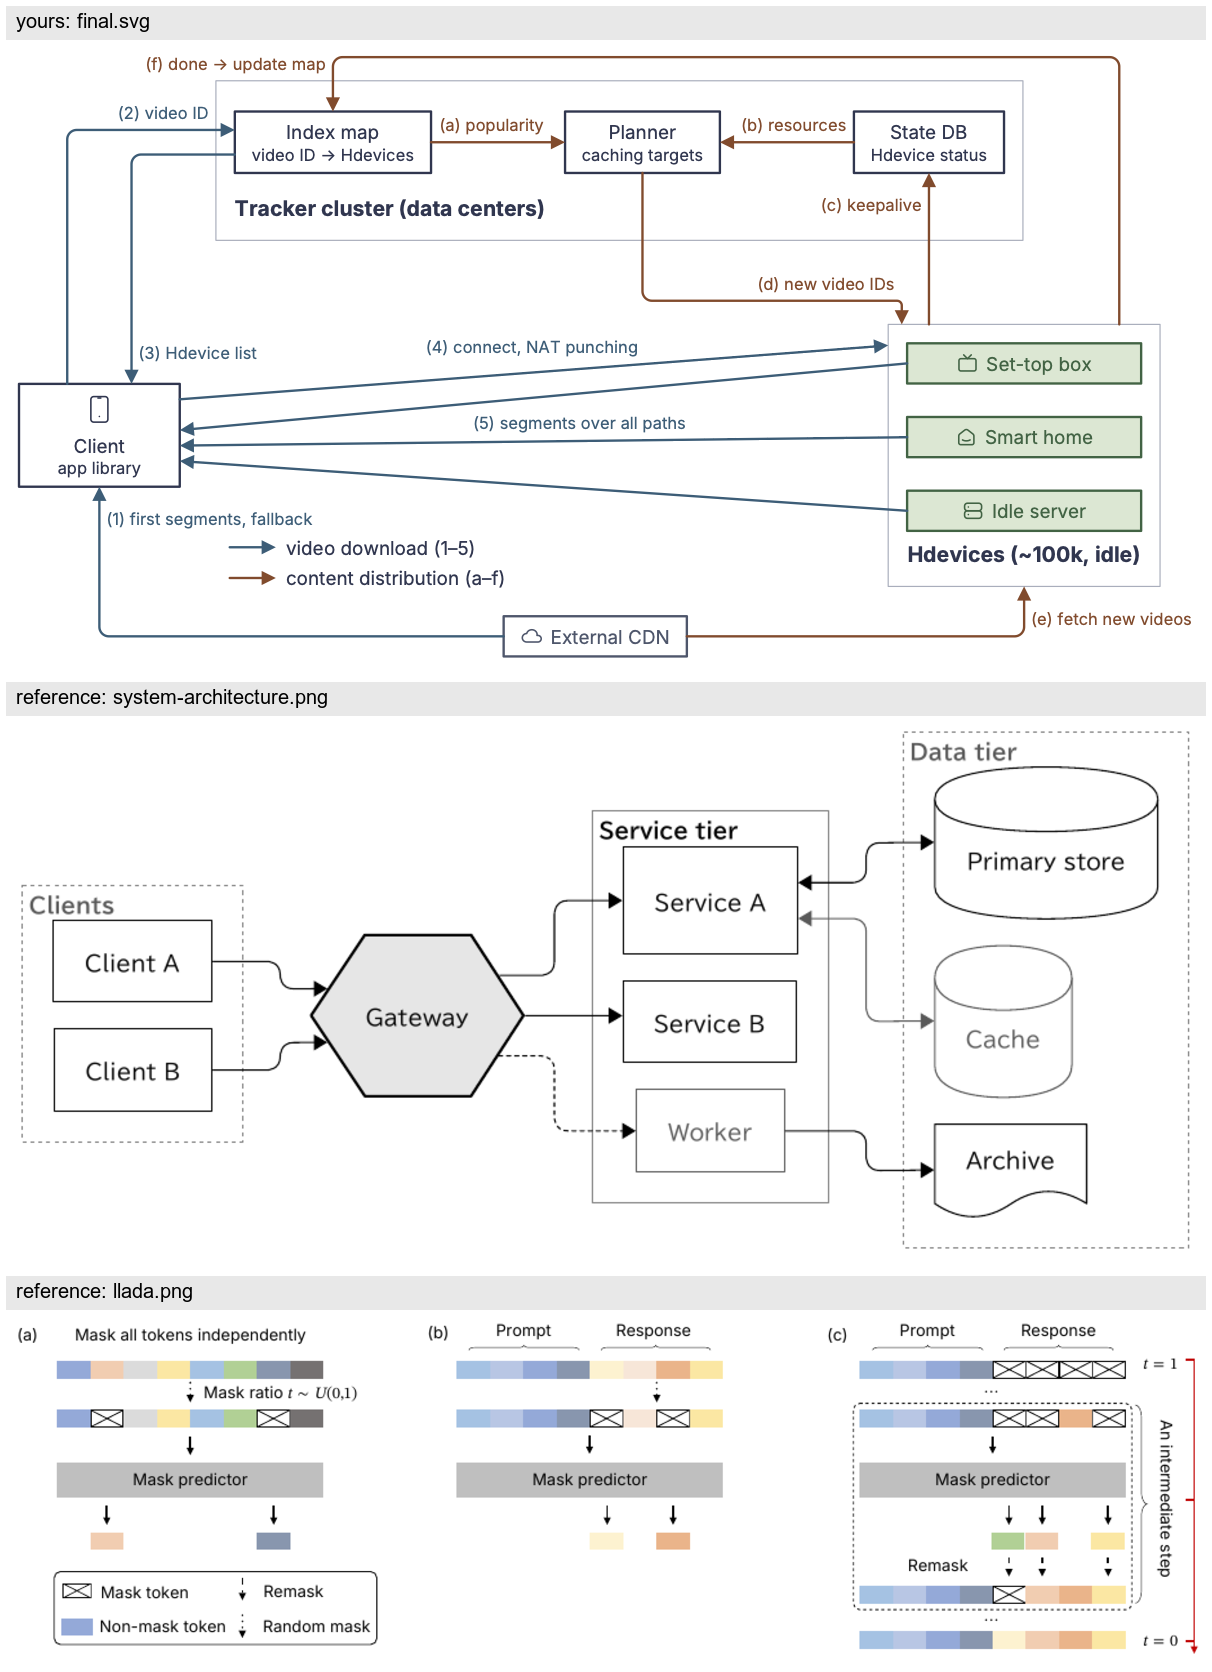 yours: final.svg
(f) done → update map
(2) video ID
Index map
video ID → Hdevices
(a) popularity
Planner
caching targets
(b) resources
State DB
Hdevice status
Tracker cluster (data centers)
(c) keepalive
(d) new video IDs
(3) Hdevice list
(4) connect, NAT punching
Set-top box
(5) segments over all paths
Smart home
Client
app library
Idle server
(1) first segments, fallback
video download (1–5)
content distribution (a–f)
Hdevices (~100k, idle)
External CDN
(e) fetch new videos
reference: system-architecture.png
Data tier
Service tier
Primary store
Clients
Service A
Client A
Gateway
Service B
Cache
Client B
Worker
Archive
reference: llada.png
(a)
Mask all tokens independently
Mask ratio t ~ U(0,1)
Mask predictor
Mask token
Remask
Non-mask token
Random mask
(b)
Prompt
Response
Mask predictor
(c)
Prompt
Response
t = 1
...
Mask predictor
An intermediate step
Remask
...
t = 0